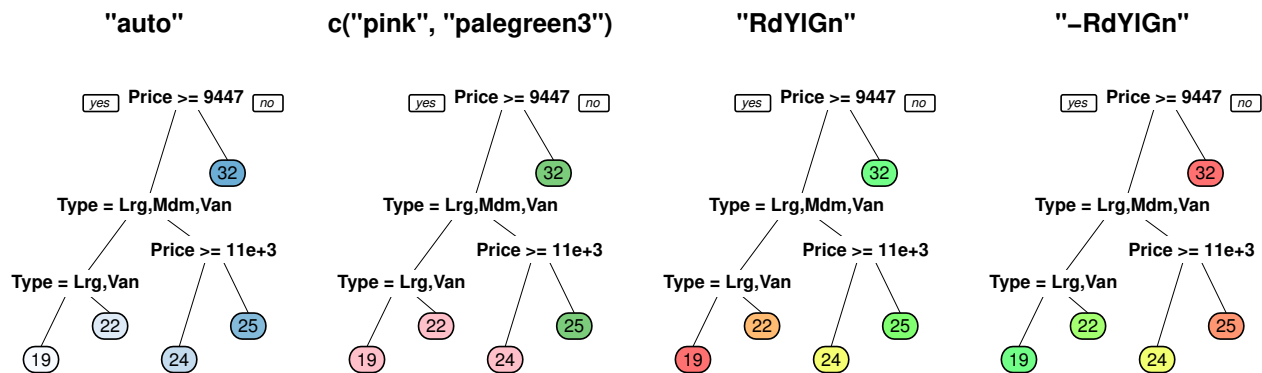 "auto" c("pink", "palegreen3") "RdYlGn" "−RdYlGn"
yes Price >= 9447 no yes Price >= 9447 no yes Price >= 9447 no yes Price >= 9447 no
32 32 32 32
Type = Lrg,Mdm,Van Type = Lrg,Mdm,Van Type = Lrg,Mdm,Van Type = Lrg,Mdm,Van
Price >= 11e+3 Price >= 11e+3 Price >= 11e+3 Price >= 11e+3
Type = Lrg,Van Type = Lrg,Van Type = Lrg,Van Type = Lrg,Van
22 25 22 25 22 25 22 25
19 24 19 24 19 24 19 24